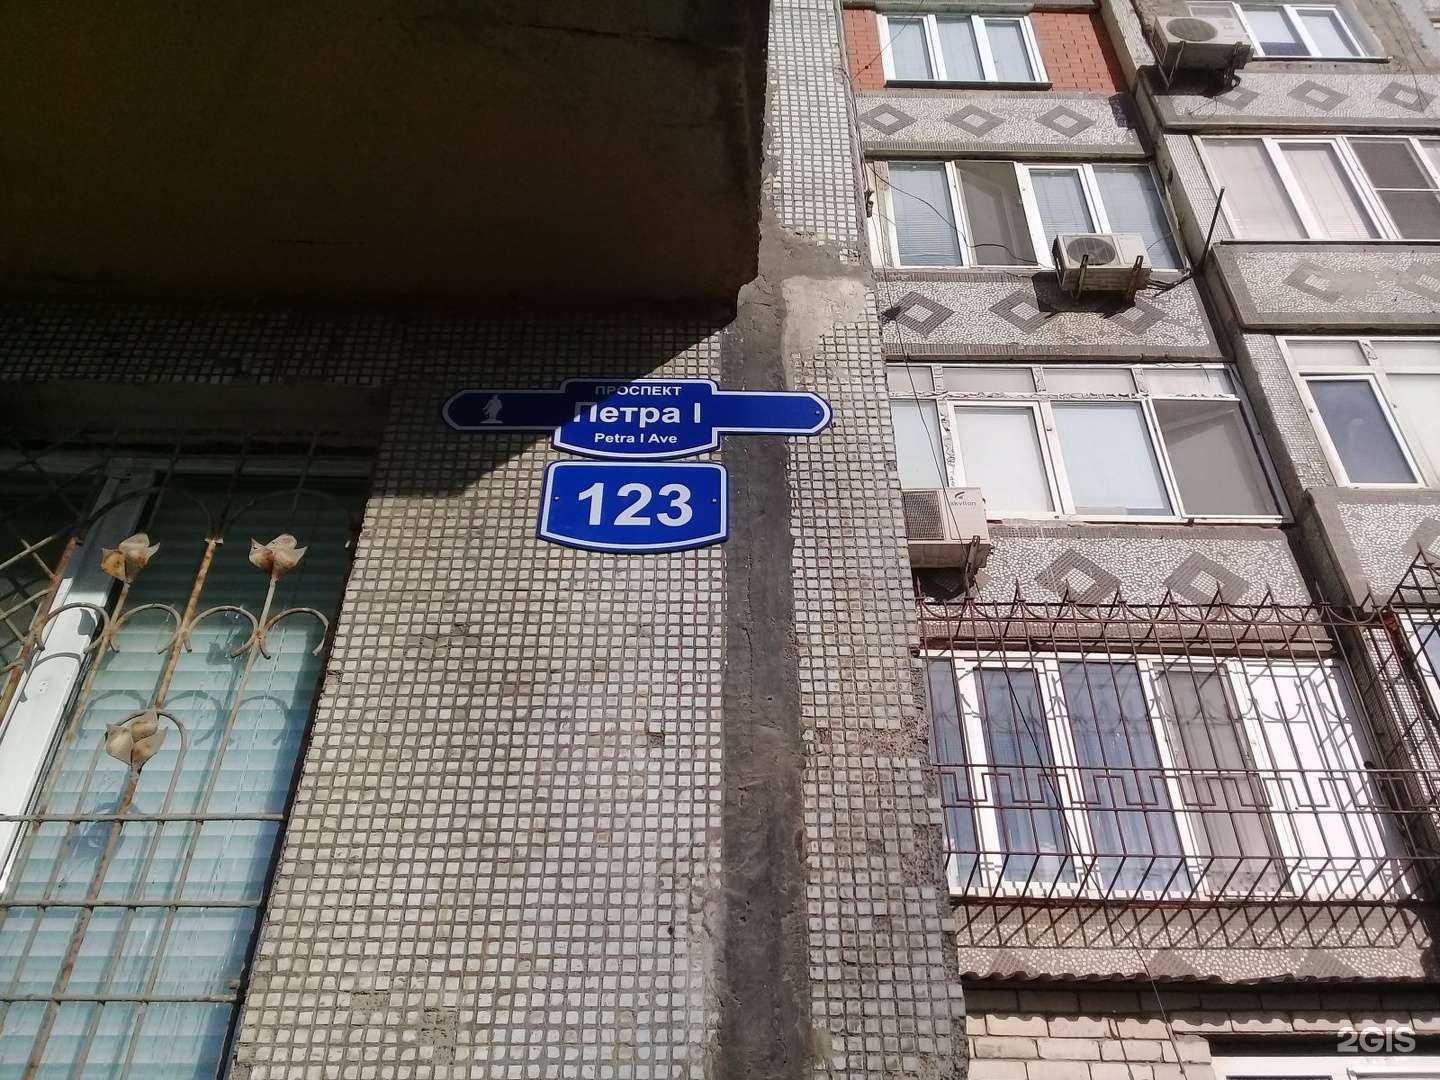 ПРОСПЕКТ
Петра I
Petra I Ave
123
2GIS